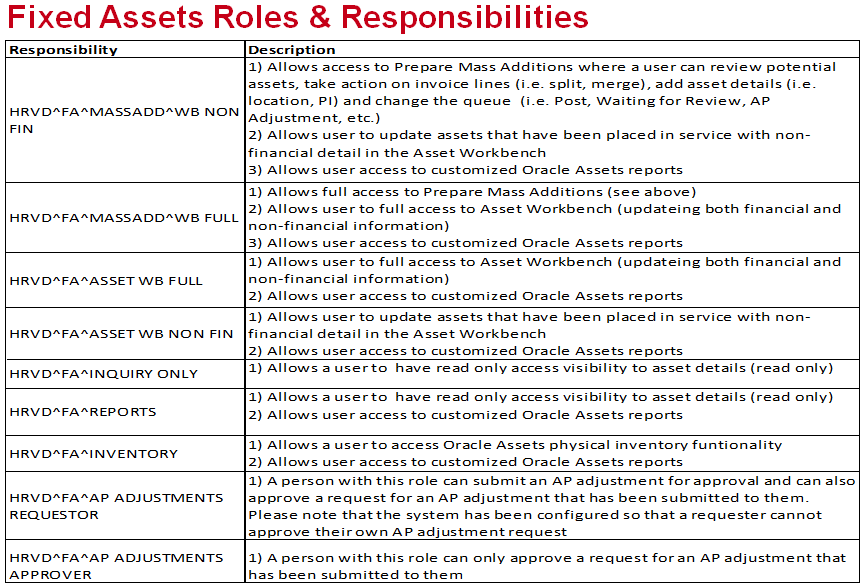 Fixed Assets Roles & Responsibilities
Responsibility Description
HRVD^FA^MASSADD^WB NON
FIN
1) Allows access to Prepare Mass Additions where a user can review potential
assets, take action on invoice lines (i.e. split, merge), add asset details (i.e.
location, PI) and change the queue (i.e. Post, Waiting for Review, AP
Adjustment, etc.)
2) Allows user to update assets that have been placed in service with non-
financial detail in the Asset Workbench
3) Allows user access to customized Oracle Assets reports
HRVD^FA^MASSADD^WB FULL
1) Allows full access to Prepare Mass Additions (see above)
2) Allows user to full access to Asset Workbench (updateing both financial and
non-financial information)
3) Allows user access to customized Oracle Assets reports
HRVD^FA^ASSET WB FULL
1) Allows user to full access to Asset Workbench (updateing both financial and
non-financial information)
2) Allows user access to customized Oracle Assets reports
HRVD^FA^ASSET WB NON FIN
1) Allows user to update assets that have been placed in service with non-
financial detail in the Asset Workbench
2) Allows user access to customized Oracle Assets reports
HRVD^FA^INQUIRY ONLY
1) Allows a user to have read only access visibility to asset details (read only)
HRVD^FA^REPORTS
1) Allows a user to have read only access visibility to asset details (read only)
2) Allows user access to customized Oracle Assets reports
HRVD^FA^INVENTORY
1) Allows a user to access Oracle Assets physical inventory funtionality
2) Allows user access to customized Oracle Assets reports
HRVD^FA^AP ADJUSTMENTS
REQUESTOR
1) A person with this role can submit an AP adjustment for approval and can also
approve a request for an AP adjustment that has been submitted to them.
Please note that the system has been configured so that a requester cannot
approve their own AP adjustment request
HRVD^FA^AP ADJUSTMENTS
APPROVER
1) A person with this role can only approve a request for an AP adjustment that
has been submitted to them